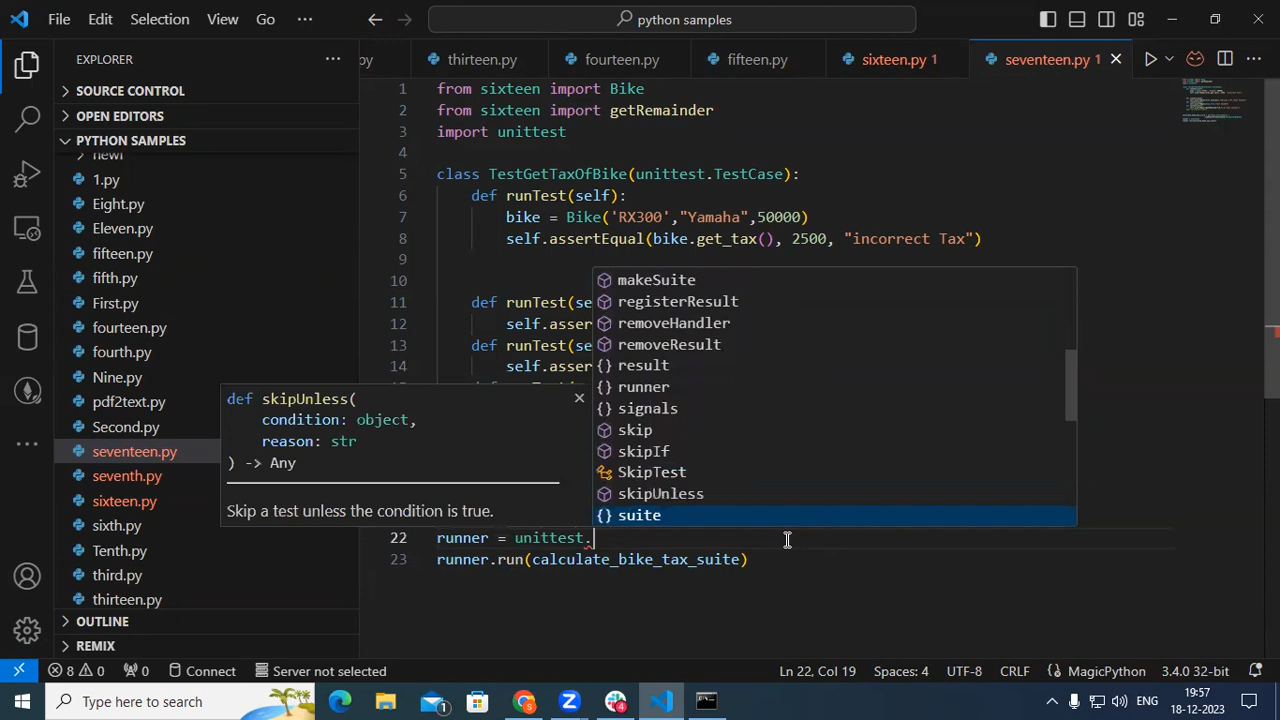 File Edit Selection View Go ··· python samples
EXPLORER ···
SOURCE CONTROL
OPEN EDITORS
PYTHON SAMPLES
1.py
Eight.py
Eleven.py
fifteen.py
fifth.py
First.py
fourteen.py
fourth.py
Nine.py
pdf2text.py
Second.py
seventeen.py
seventh.py
sixteen.py
sixth.py
Tenth.py
third.py
thirteen.py
OUTLINE
REMIX
py thirteen.py fourteen.py fifteen.py sixteen.py 1 seventeen.py 1
1 from sixteen import Bike
2 from sixteen import getRemainder
3 import unittest
4
5 class TestGetTaxOfBike(unittest.TestCase):
6 def runTest(self):
7 bike = Bike('RX300',"Yamaha",50000)
8 self.assertEqual(bike.get_tax(), 2500, "incorrect Tax")
9
10
11 def runTest(se
12 self.asser
13 def runTest(se
14 self.asser
makeSuite
registerResult
removeHandler
removeResult
{} result
{} runner
{} signals
skip
skipIf
SkipTest
skipUnless
{} suite
def skipUnless(
condition: object,
reason: str
) -> Any
Skip a test unless the condition is true.
22 runner = unittest.
23 runner.run(calculate_bike_tax_suite)
8 0 0 Connect Server not selected Ln 22, Col 19 Spaces: 4 UTF-8 CRLF MagicPython 3.4.0 32-bit
Type here to search 1 4 ENG 19:57
18-12-2023